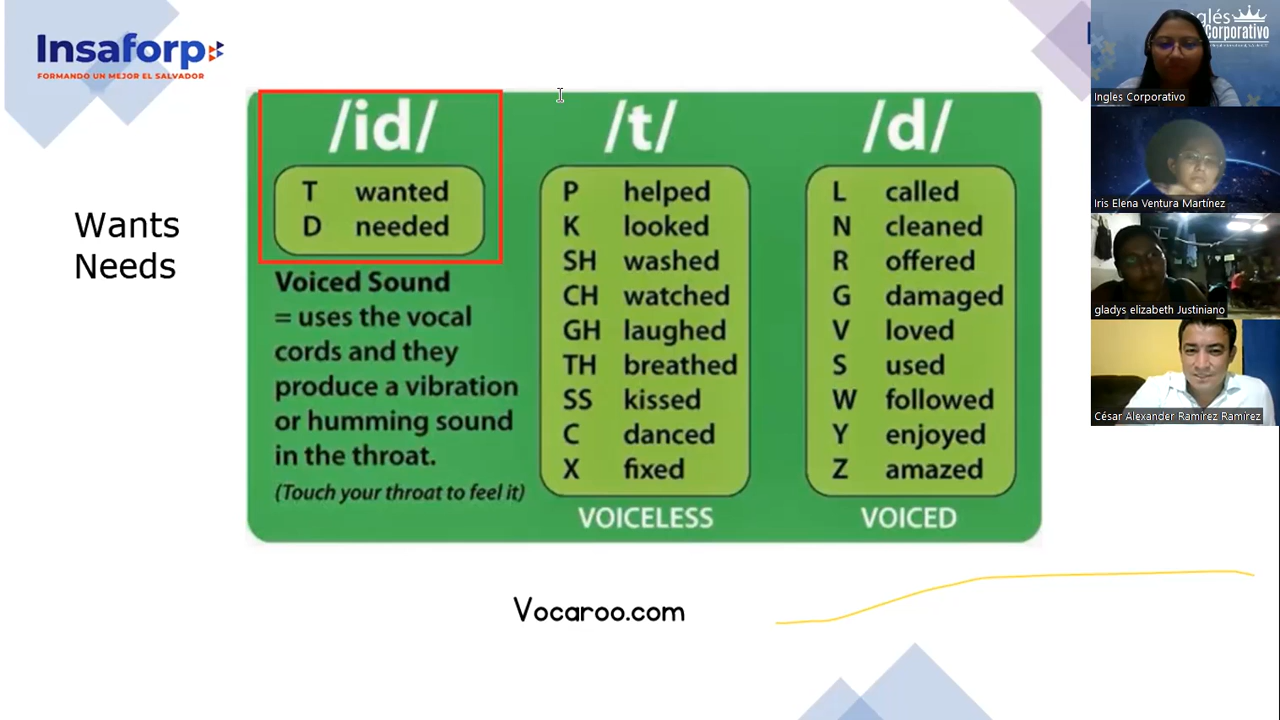 Insaforp
FORMANDO UN MEJOR EL SALVADOR
Wants
Needs
/id/
T wanted
D needed
Voiced Sound
= uses the vocal
cords and they
produce a vibration
or humming sound
in the throat.
(Touch your throat to feel it)
/t/
P helped
K looked
SH washed
CH watched
GH laughed
TH breathed
SS kissed
C danced
X fixed
VOICELESS
/d/
L called
N cleaned
R offered
G damaged
V loved
S used
W followed
Y enjoyed
Z amazed
VOICED
Vocaroo.com
Inglés
Corporativo
Ingles Corporativo
Iris Elena Ventura Martínez
gladys elizabeth Justiniano
César Alexander Ramirez Ramirez